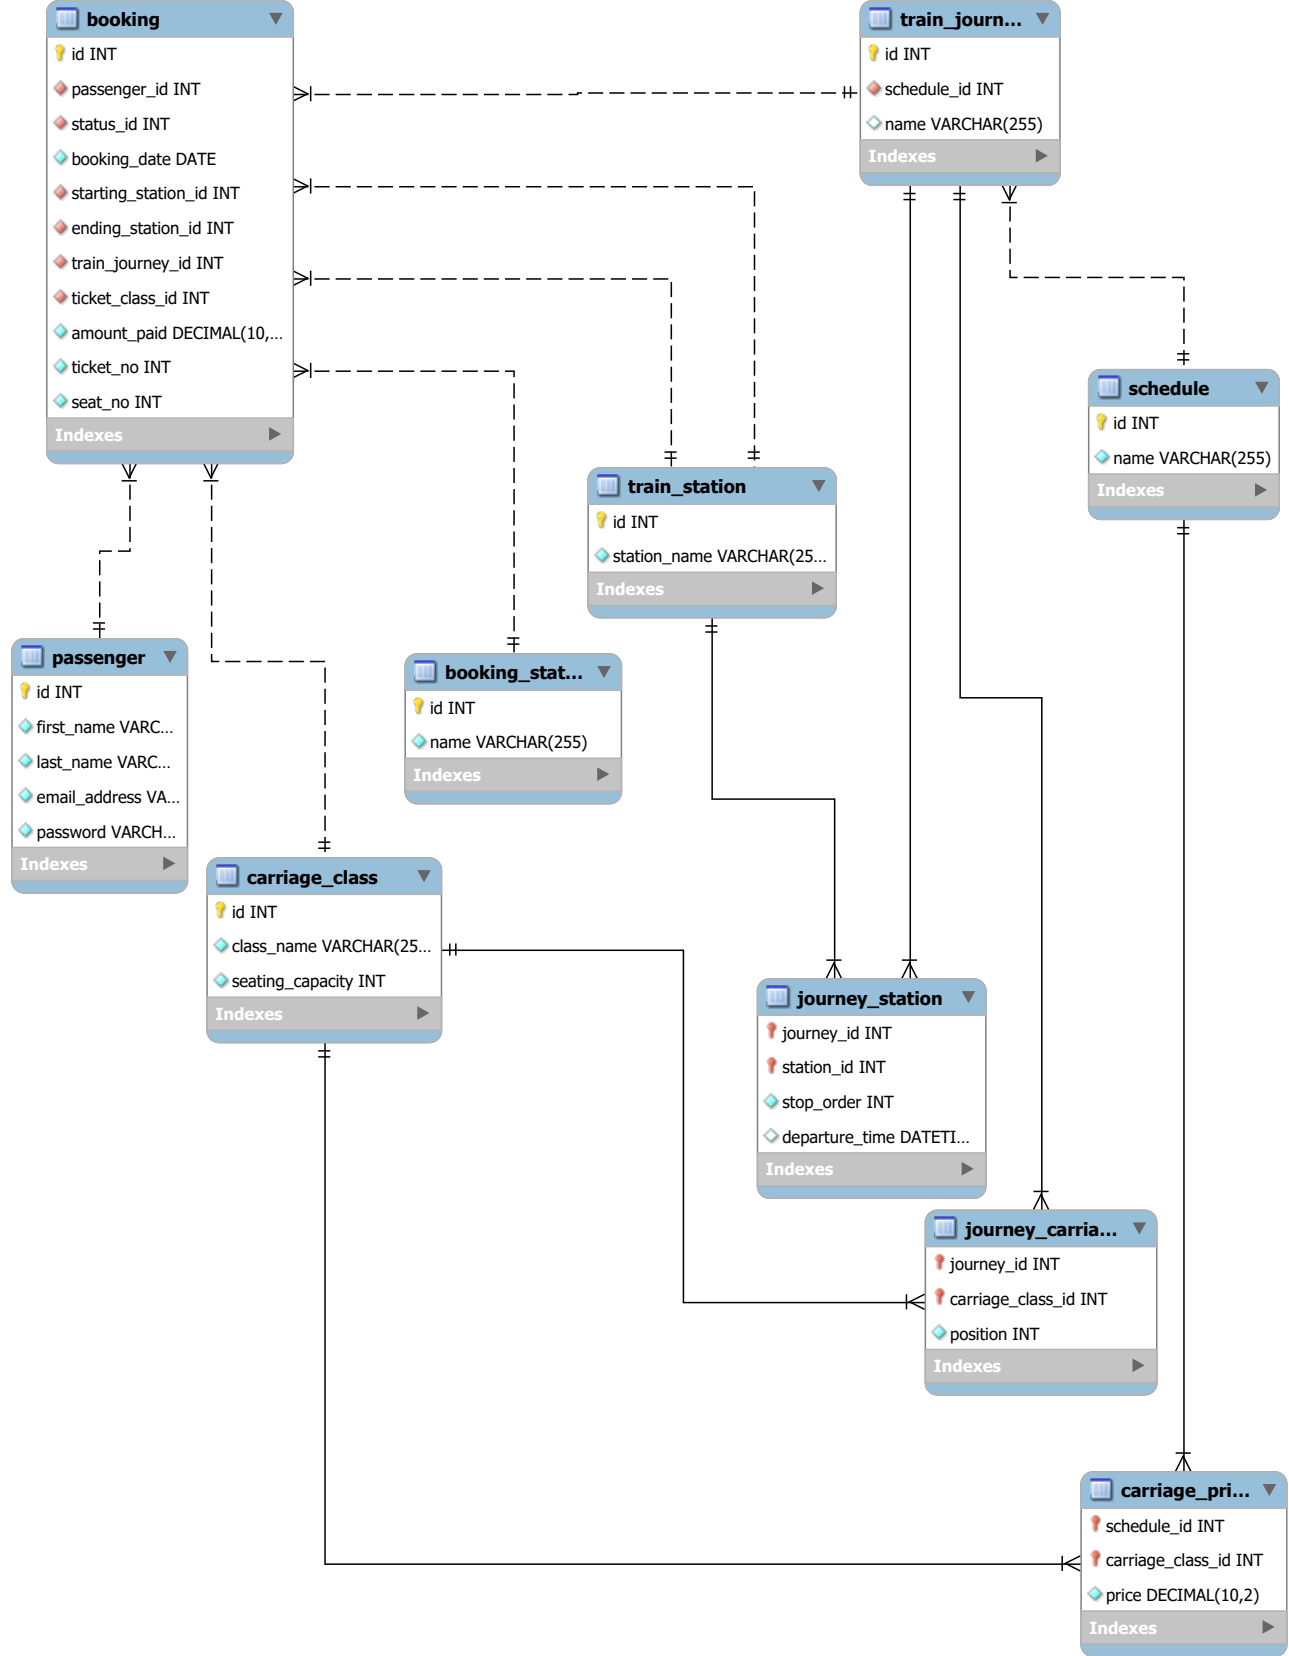 booking
id INT
passenger_id INT
status_id INT
booking_date DATE
starting_station_id INT
ending_station_id INT
train_journey_id INT
ticket_class_id INT
amount_paid DECIMAL(10,...
ticket_no INT
seat_no INT
Indexes
train_journ...
id INT
schedule_id INT
name VARCHAR(255)
Indexes
schedule
id INT
name VARCHAR(255)
Indexes
train_station
id INT
station_name VARCHAR(25...
Indexes
passenger
id INT
first_name VARC...
last_name VARC...
email_address VA...
password VARCH...
Indexes
booking_stat...
id INT
name VARCHAR(255)
Indexes
carriage_class
id INT
class_name VARCHAR(25...
seating_capacity INT
Indexes
journey_station
journey_id INT
station_id INT
stop_order INT
departure_time DATETI...
Indexes
journey_carria...
journey_id INT
carriage_class_id INT
position INT
Indexes
carriage_pri...
schedule_id INT
carriage_class_id INT
price DECIMAL(10,2)
Indexes